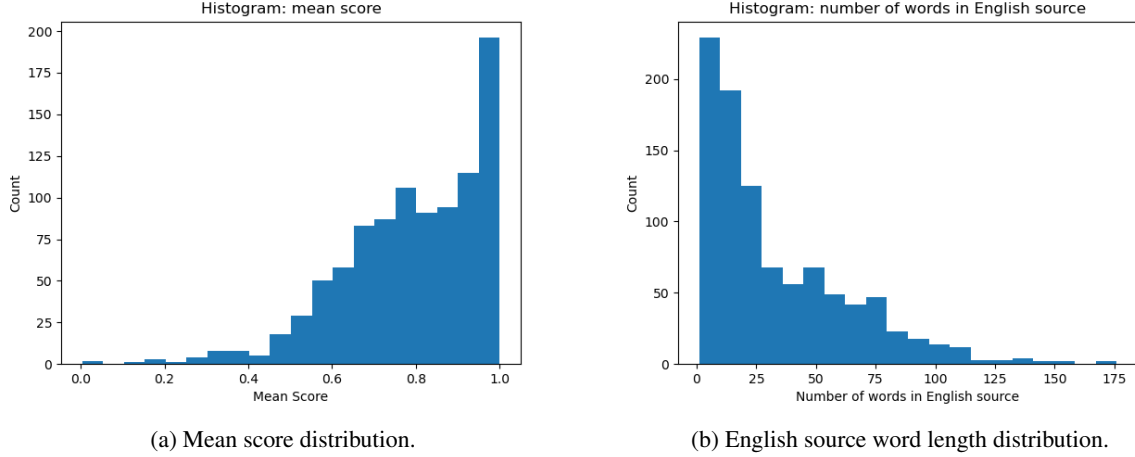 Histogram: mean score
200
175
150
125
100
75
50
25
0
Count
0.0 0.2 0.4 0.6 0.8 1.0
Mean Score
(a) Mean score distribution.
Histogram: number of words in English source
200
150
100
50
0
Count
0 25 50 75 100 125 150 175
Number of words in English source
(b) English source word length distribution.